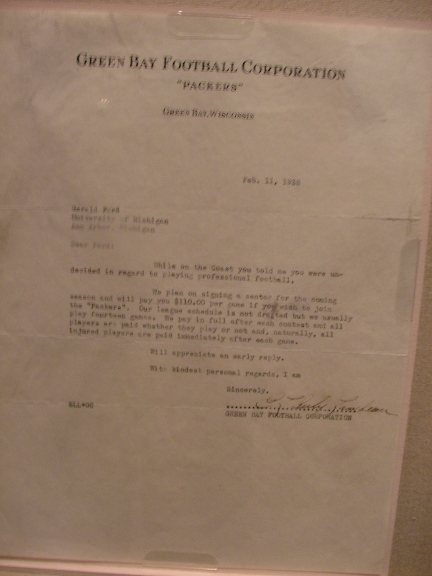 GREEN BAY FOOTBALL CORPORATION
"PACKERS"
GREEN BAY, WISCONSIN
Feb. 11, 1935
Gerald Ford
University of Michigan
Ann Arbor, Michigan
Dear Ford:
While on the Coast you told me you were un-
decided in regard to playing professional football.
We plan on signing a center for the coming
season and will pay you $110.00 per game if you wish to join
the "Packers". Our league schedule is not drafted but we usually
play fourteen games. We pay in full after each contest and all
players are paid whether they play or not and, naturally, all
injured players are paid immediately after each game.
Will appreciate an early reply.
With kindest personal regards, I am
Sincerely,
GREEN BAY FOOTBALL CORPORATION